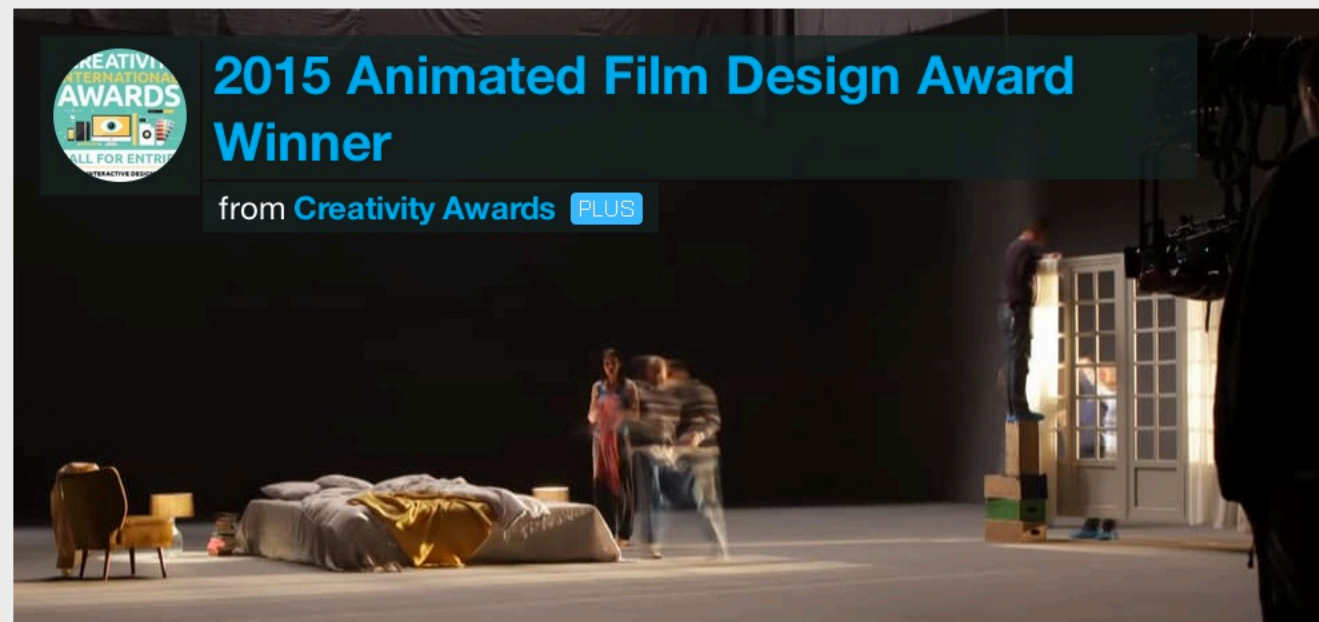 CREATIVITY
INTERNATIONAL
AWARDS
CALL FOR ENTRIES
INTERACTIVE DESIGN
2015 Animated Film Design Award
Winner
from Creativity Awards PLUS